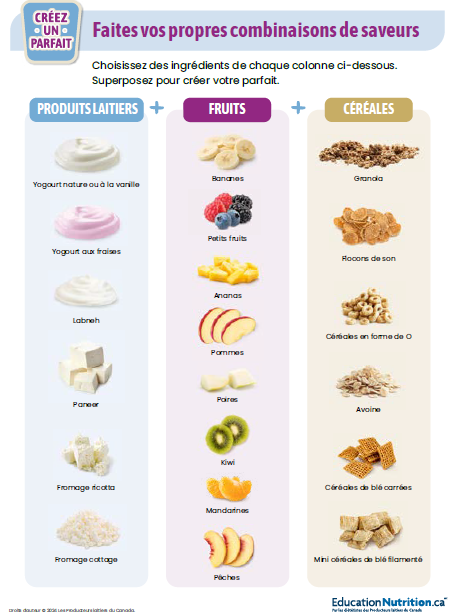 CRÉEZ
UN
PARFAIT
Faites vos propres combinaisons de saveurs
Choisissez des ingrédients de chaque colonne ci-dessous.
Superposez pour créer votre parfait.
PRODUITS LAITIERS + FRUITS + CÉRÉALES
Yogourt nature ou à la vanille
Yogourt aux fraises
Labneh
Paneer
Fromage ricotta
Fromage cottage
Bananes
Petits fruits
Ananas
Pommes
Poires
Kiwi
Mandarines
Pêches
Granola
Flocons de son
Céréales en forme de O
Avoine
Céréales de blé carrées
Mini céréales de blé filamenté
Droits d'auteur © 2026 Les Producteurs laitiers du Canada.
EducationNutrition.ca
Par les diététistes des Producteurs laitiers du Canada